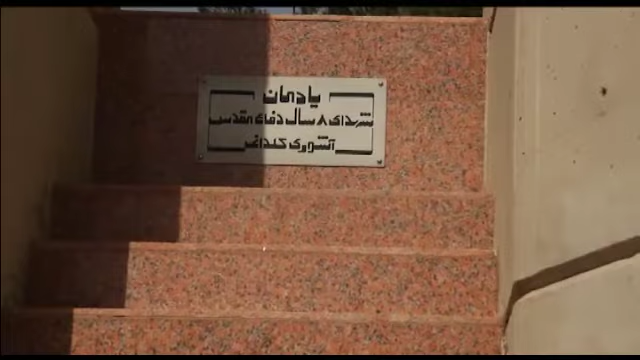 یادمان
شهدای ۸ سال دفاع مقدس
آشوری کلدانی